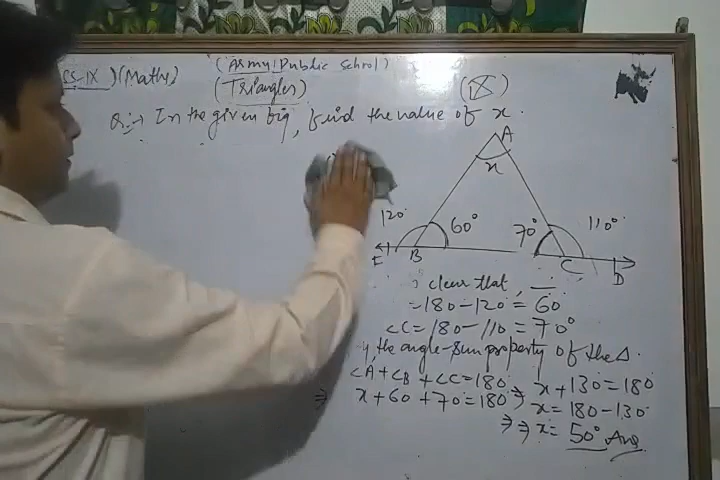 (Army Public School)
IX) (Maths)
(Triangles)
(IX)
Q:→ In the given fig, find the value of x.
A
x
120°
60°
70°
110°
E
B
C
D
clear that,
=180-120=60
∠C=180-110=70°
the angle-sum property of the Δ.
∠A+∠B+∠C=180 ⇒ x+130=180
⇒ x+60+70=180 x=180-130
⇒⇒x=50° Ans